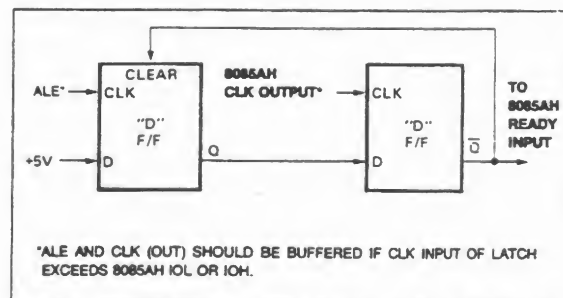 CLEAR
ALE*
CLK
"D"
F/F
+5V
D
Q
8085AH
CLK OUTPUT*
CLK
"D"
F/F
D
Q̅
TO
8085AH
READY
INPUT
*ALE AND CLK (OUT) SHOULD BE BUFFERED IF CLK INPUT OF LATCH
EXCEEDS 8085AH IOL OR IOH.